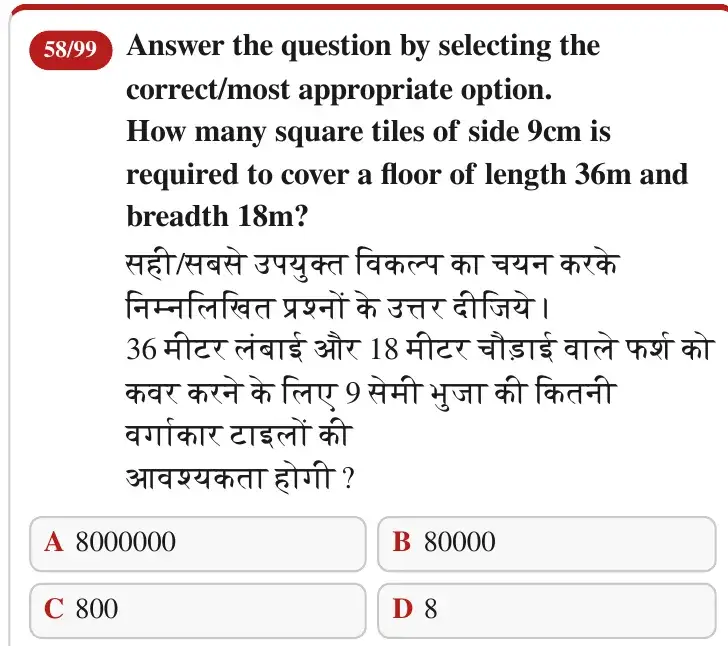 58/99 Answer the question by selecting the
correct/most appropriate option.
How many square tiles of side 9cm is
required to cover a floor of length 36m and
breadth 18m?
सही/सबसे उपयुक्त विकल्प का चयन करके
निम्नलिखित प्रश्नों के उत्तर दीजिये।
36 मीटर लंबाई और 18 मीटर चौड़ाई वाले फर्श को
कवर करने के लिए 9 सेमी भुजा की कितनी
वर्गाकार टाइलों की
आवश्यकता होगी ?
A 8000000
B 80000
C 800
D 8